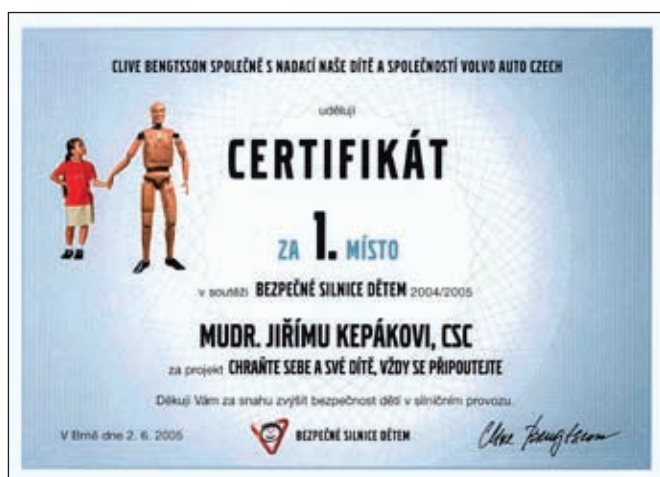 CLIVE BENGTSSON SPOLEČNĚ S NADACÍ NAŠE DÍTĚ A SPOLEČNOSTÍ VOLVO AUTO CZECH
udělují
CERTIFIKÁT
ZA 1. MÍSTO
v soutěži BEZPEČNÉ SILNICE DĚTEM 2004/2005
MUDR. JIŘÍMU KEPÁKOVI, CSC
za projekt CHRAŇTE SEBE A SVÉ DÍTĚ, VŽDY SE PŘIPOUTEJTE
Děkuji Vám za snahu zvýšit bezpečnost dětí v silničním provozu.
V Brně dne 2. 6. 2005
BEZPEČNÉ SILNICE DĚTEM
Clive Bengtsson